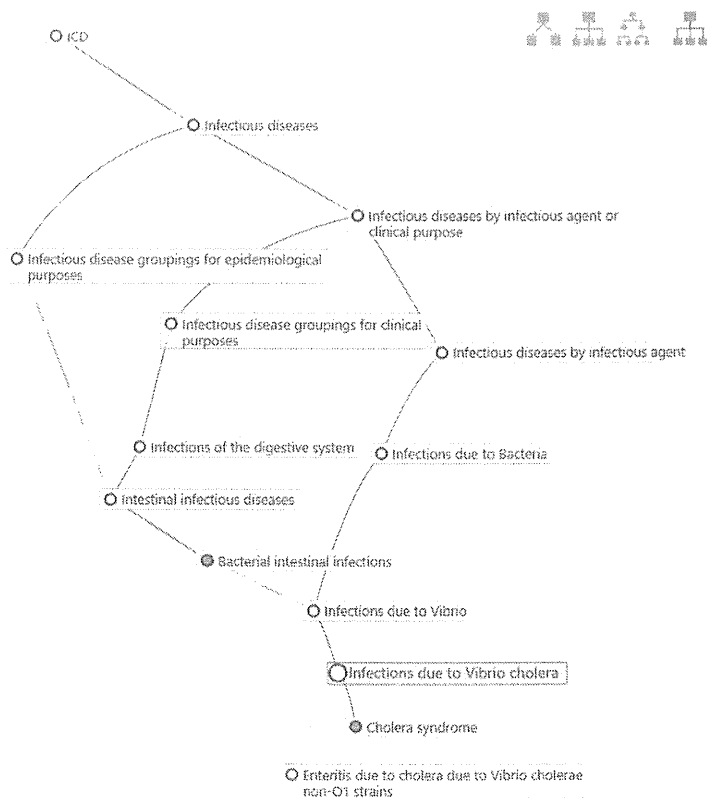 ICD
Infectious diseases
Infectious diseases by infectious agent or
clinical purpose
Infectious disease groupings for epidemiological
purposes
Infectious disease groupings for clinical
purposes
Infectious diseases by infectious agent
Infections of the digestive system
Infections due to Bacteria
Intestinal infectious diseases
Bacterial intestinal infections
Infections due to Vibrio
Infections due to Vibrio cholera
Cholera syndrome
Enteritis due to cholera due to Vibrio cholerae
non-O1 strains